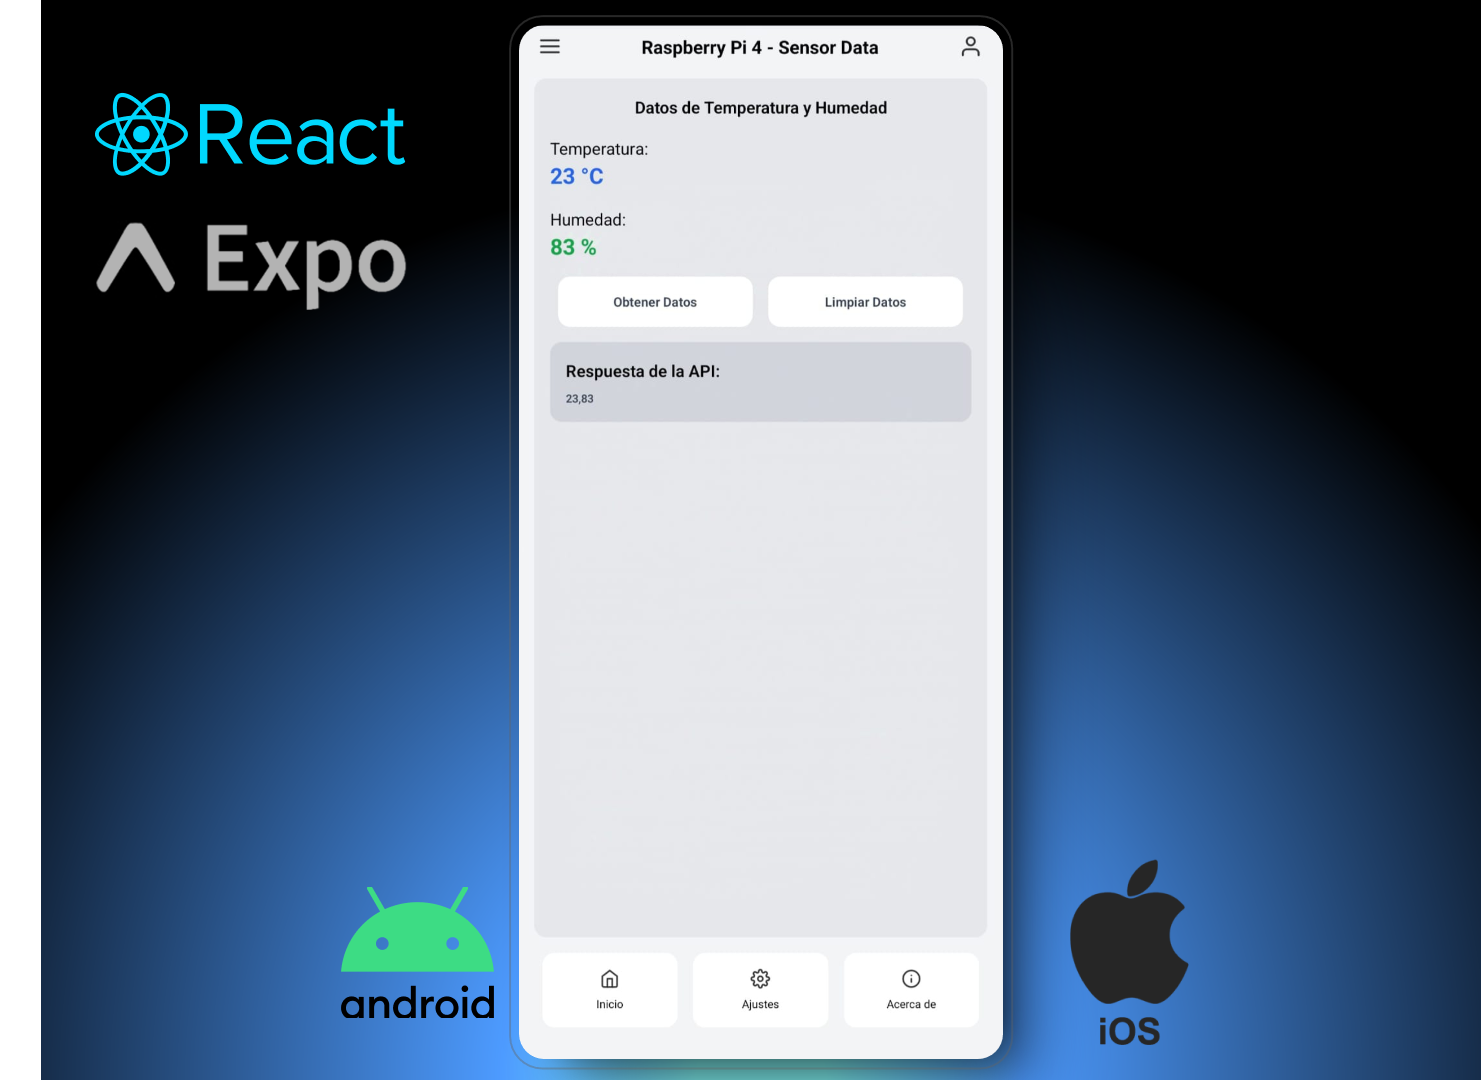 React
Expo
Raspberry Pi 4 - Sensor Data
Datos de Temperatura y Humedad
Temperatura:
23 °C
Humedad:
83 %
Obtener Datos
Limpiar Datos
Respuesta de la API:
23,83
Inicio
Ajustes
Acerca de
android
iOS